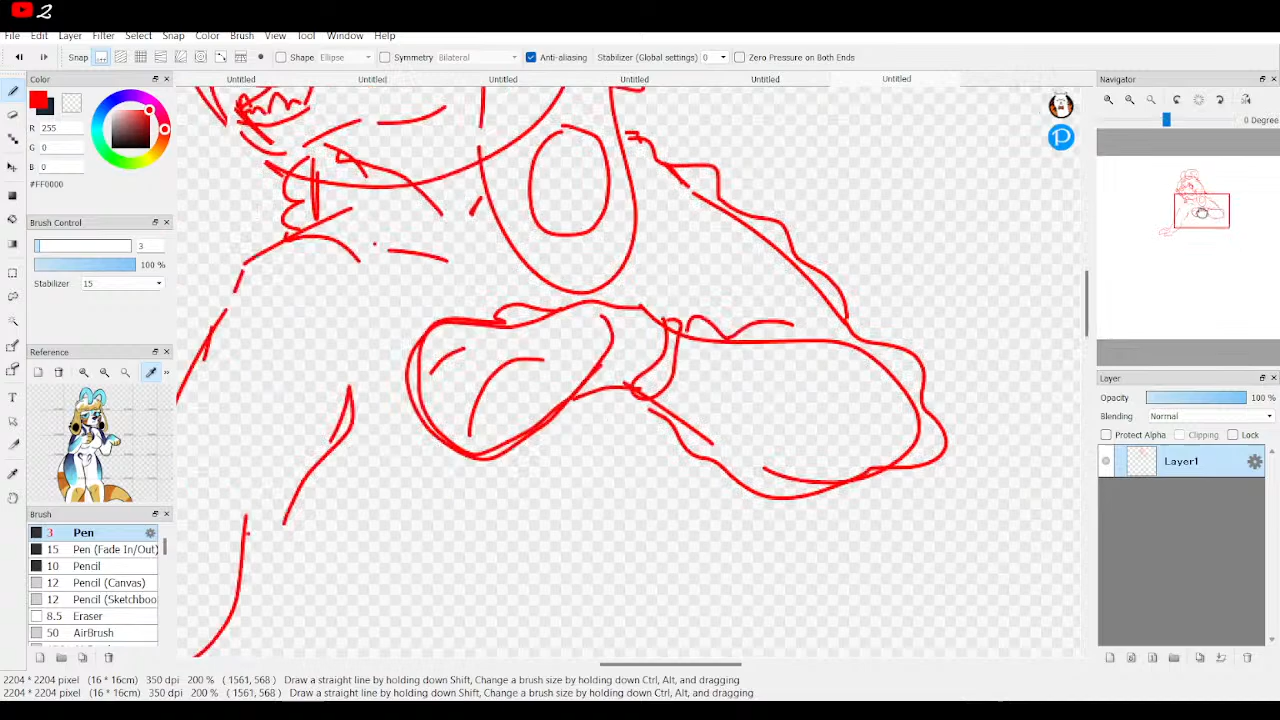 2
File Edit Layer Filter Select Snap Color Brush View Tool Window Help
Snap Shape Ellipse Symmetry Bilateral Anti-aliasing Stabilizer (Global settings) 0 Zero Pressure on Both Ends
Color
Untitled Untitled Untitled Untitled Untitled Untitled
Navigator
R 255
G 0
B 0
#FF0000
0 Degree
Brush Control
3
100 %
Stabilizer 15
Reference
Layer
Opacity 100 %
Blending Normal
Protect Alpha Clipping Lock
Layer1
Brush
3 Pen
15 Pen (Fade In/Out)
10 Pencil
12 Pencil (Canvas)
12 Pencil (Sketchboo
8.5 Eraser
50 AirBrush
2204 * 2204 pixel (16 * 16cm) 350 dpi 200 % ( 1561, 568 ) Draw a straight line by holding down Shift, Change a brush size by holding down Ctrl, Alt, and dragging
2204 * 2204 pixel (16 * 16cm) 350 dpi 200 % ( 1561, 568 ) Draw a straight line by holding down Shift, Change a brush size by holding down Ctrl, Alt, and dragging